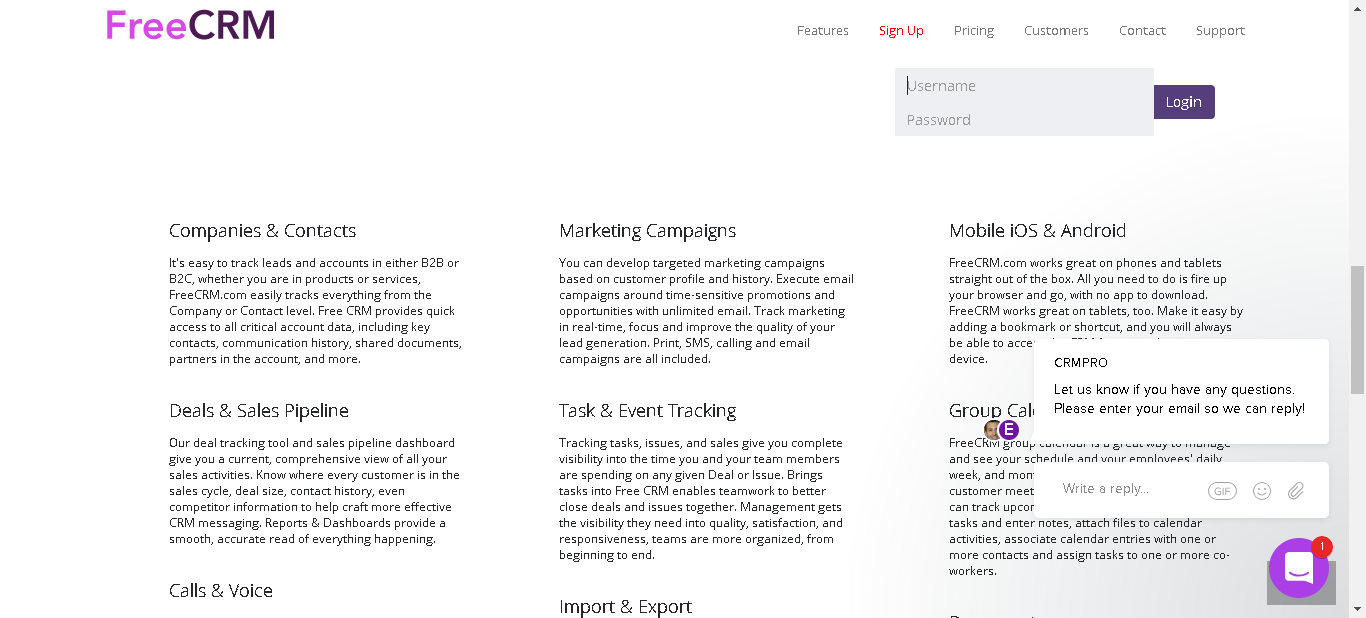 FreeCRM
Features
Sign Up
Pricing
Customers
Contact
Support
Username
Password
Login
Companies & Contacts
It's easy to track leads and accounts in either B2B or
B2C, whether you are in products or services,
FreeCRM.com easily tracks everything from the
Company or Contact level. Free CRM provides quick
access to all critical account data, including key
contacts, communication history, shared documents,
partners in the account, and more.
Marketing Campaigns
You can develop targeted marketing campaigns
based on customer profile and history. Execute email
campaigns around time-sensitive promotions and
opportunities with unlimited email. Track marketing
in real-time, focus and improve the quality of your
lead generation. Print, SMS, calling and email
campaigns are all included.
Mobile iOS & Android
FreeCRM.com works great on phones and tablets
straight out of the box. All you need to do is fire up
your browser and go, with no app to download.
FreeCRM works great on tablets, too. Make it easy by
adding a bookmark or shortcut, and you will always
be able to
device.
Deals & Sales Pipeline
Our deal tracking tool and sales pipeline dashboard
give you a current, comprehensive view of all your
sales activities. Know where every customer is in the
sales cycle, deal size, contact history, even
competitor information to help craft more effective
CRM messaging. Reports & Dashboards provide a
smooth, accurate read of everything happening.
Task & Event Tracking
Tracking tasks, issues, and sales give you complete
visibility into the time you and your team members
are spending on any given Deal or Issue. Brings
tasks into Free CRM enables teamwork to better
close deals and issues together. Management gets
the visibility they need into quality, satisfaction, and
responsiveness, teams are more organized, from
beginning to end.
Group
FreeCRM group calendar is a great way to manage
and see your schedule and your employees' daily
week, and
customer
can track
tasks and enter notes, attach files to calendar
activities, associate calendar entries with one or
more contacts and assign tasks to one or more co-
workers.
Calls & Voice
Import & Export
CRMPRO
Let us know if you have any questions.
Please enter your email so we can reply!
E
Write a reply...
GIF
1